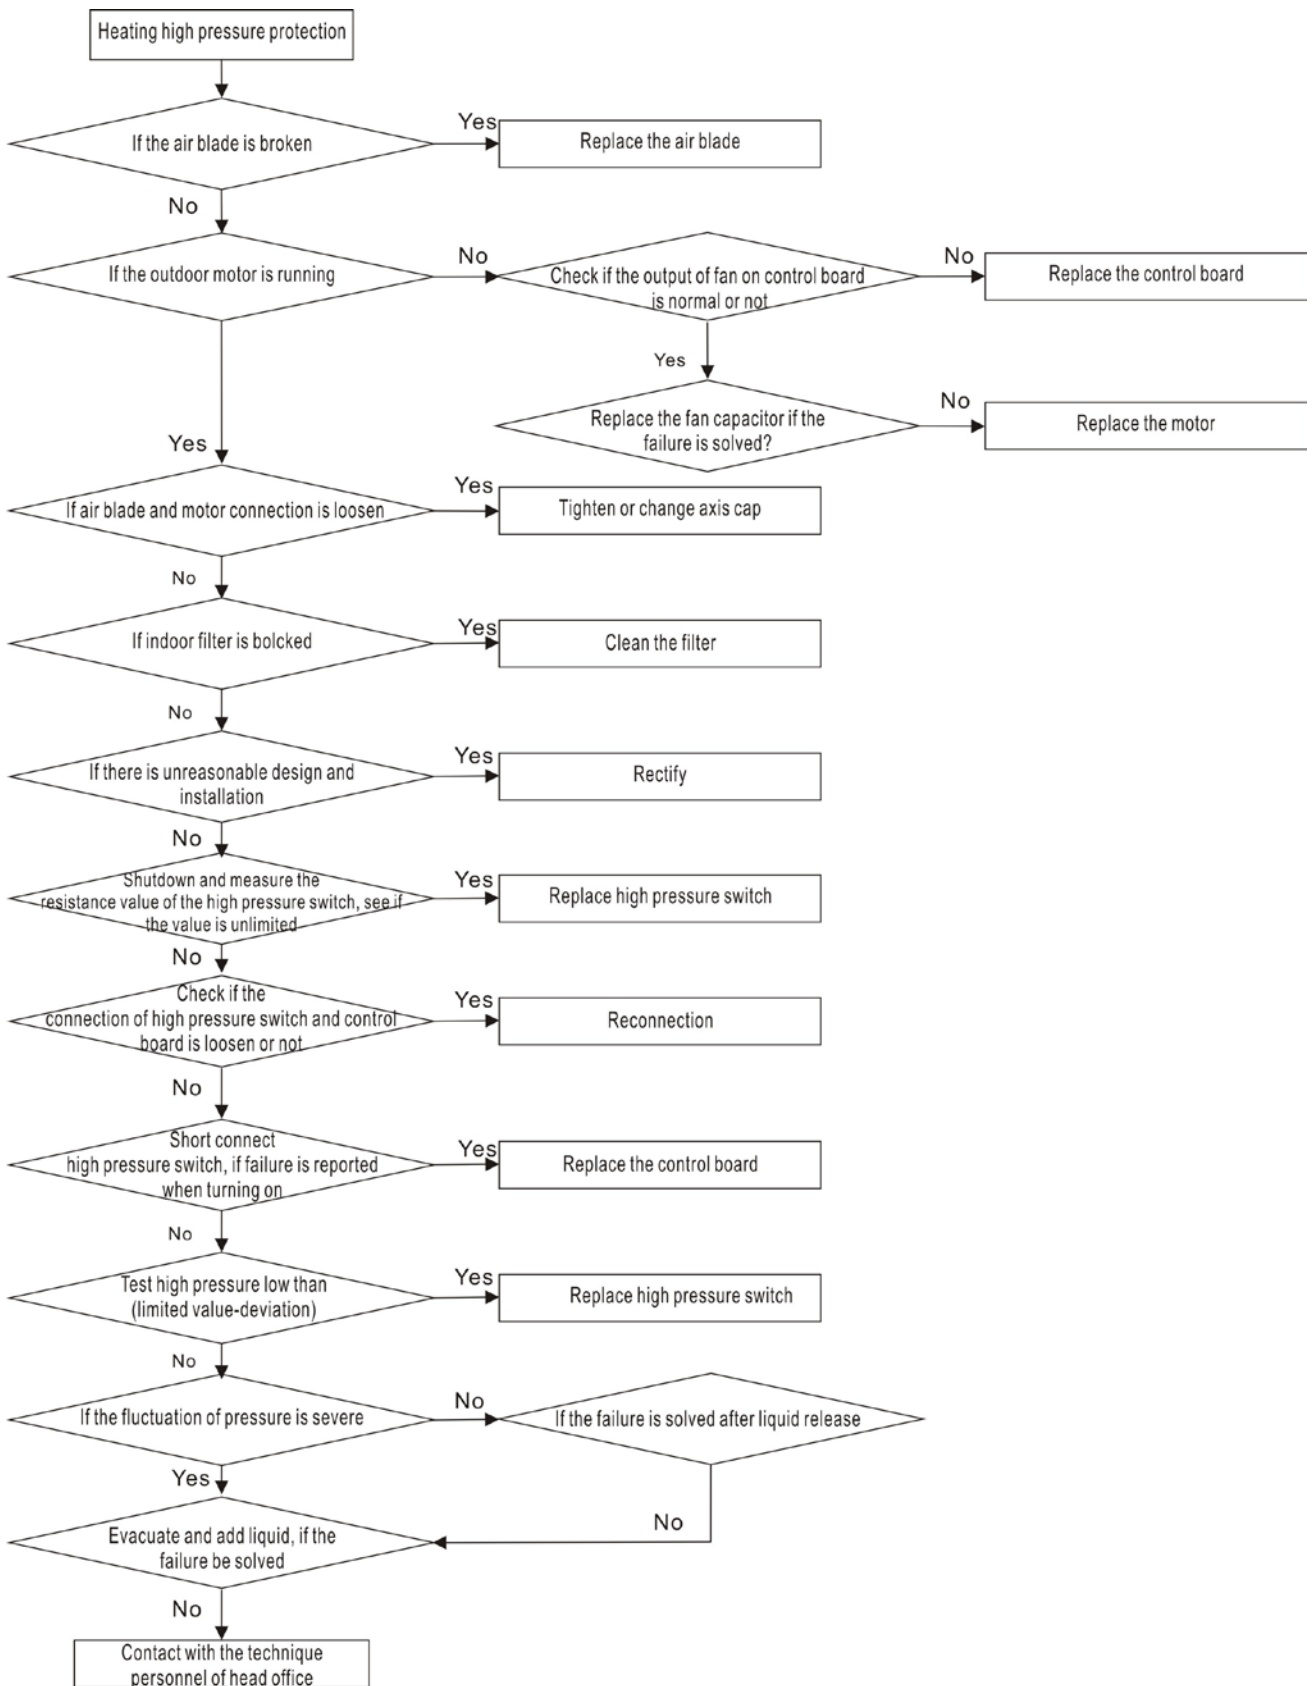 Heating high pressure protection
If the air blade is broken
Yes
Replace the air blade
No
If the outdoor motor is running
No
Check if the output of fan on control board
is normal or not
No
Replace the control board
Yes
Replace the fan capacitor if the
failure is solved?
No
Replace the motor
Yes
If air blade and motor connection is loosen
Yes
Tighten or change axis cap
No
If indoor filter is bolcked
Yes
Clean the filter
No
If there is unreasonable design and
installation
Yes
Rectify
No
Shutdown and measure the
resistance value of the high pressure switch, see if
the value is unlimited
Yes
Replace high pressure switch
No
Check if the
connection of high pressure switch and control
board is loosen or not
Yes
Reconnection
No
Short connect
high pressure switch, if failure is reported
when turning on
Yes
Replace the control board
No
Test high pressure low than
(limited value-deviation)
Yes
Replace high pressure switch
No
If the fluctuation of pressure is severe
No
If the failure is solved after liquid release
Yes
No
Evacuate and add liquid, if the
failure be solved
No
Contact with the technique
personnel of head office